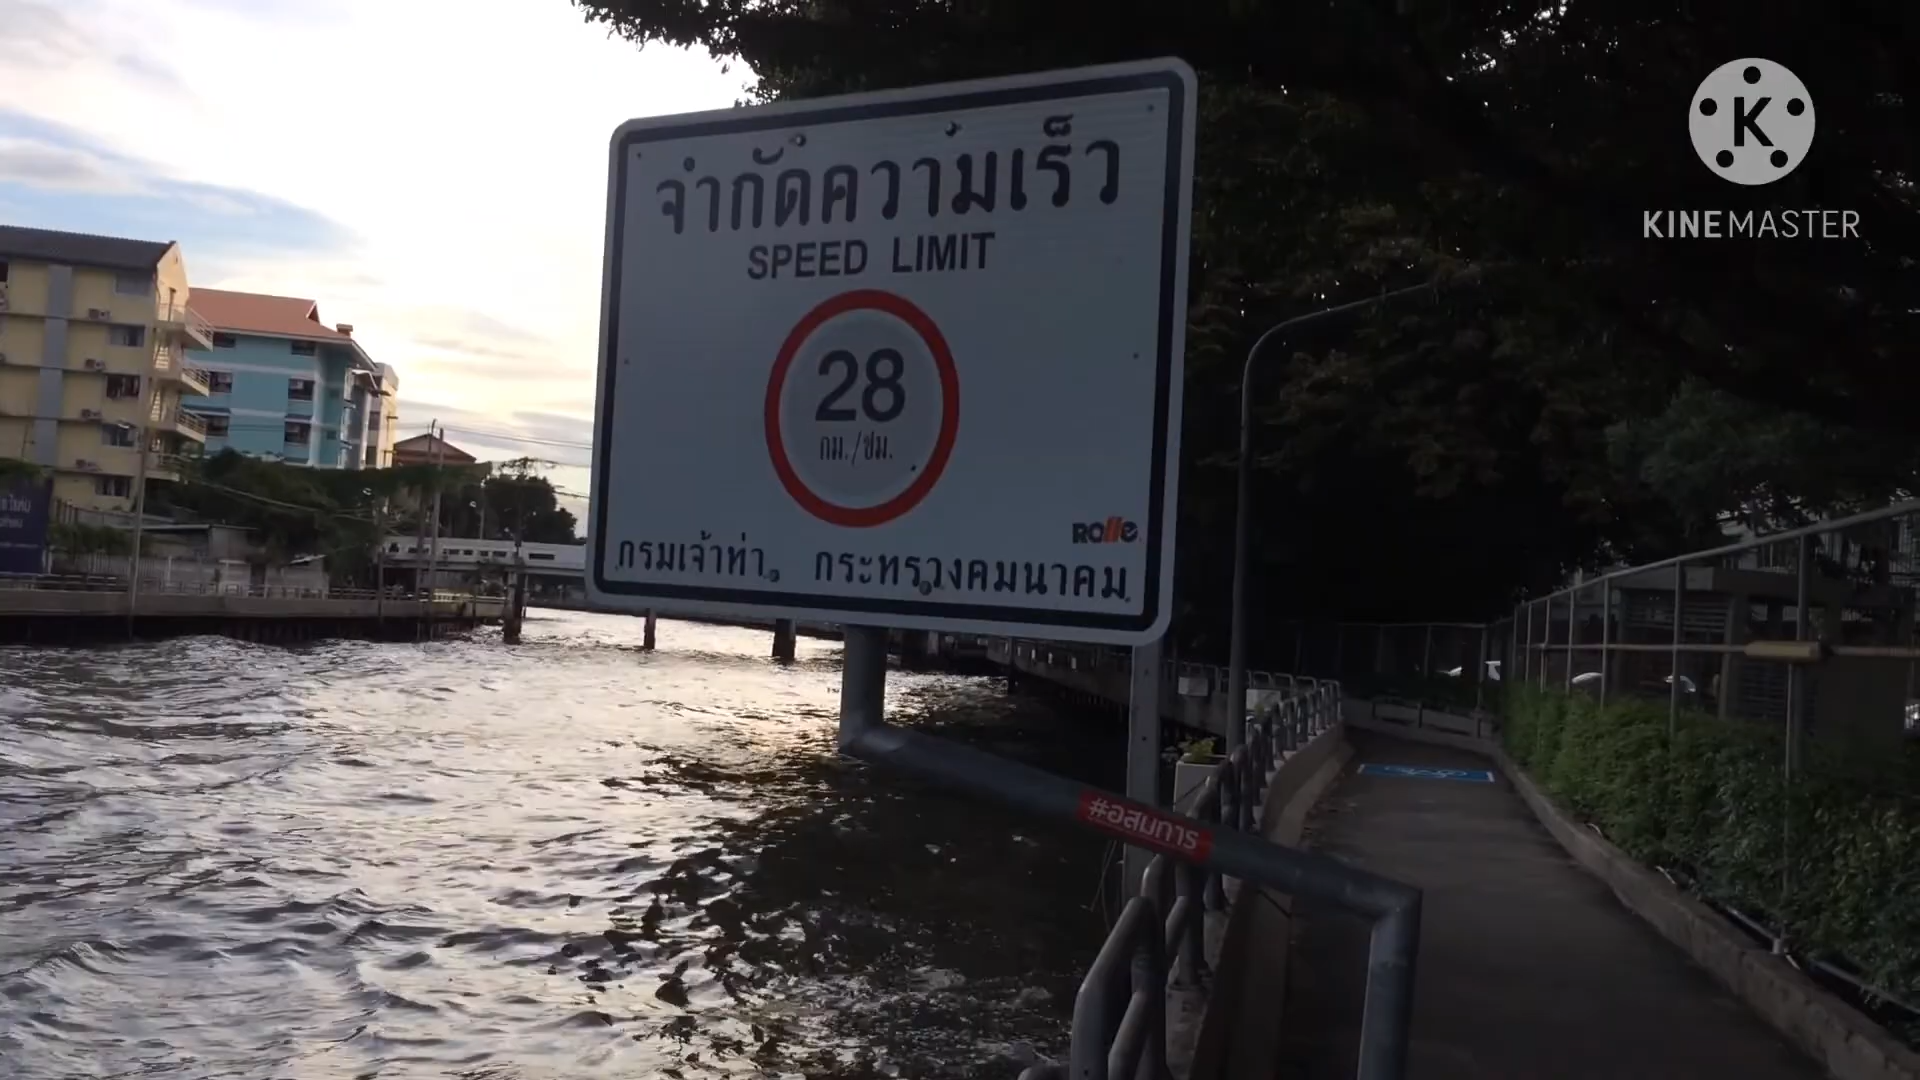 จำกัดความเร็ว
SPEED LIMIT
28
กม./ชม.
Rolle
กรมเจ้าท่า กระทรวงคมนาคม
#อสมการ
K
KINEMASTER